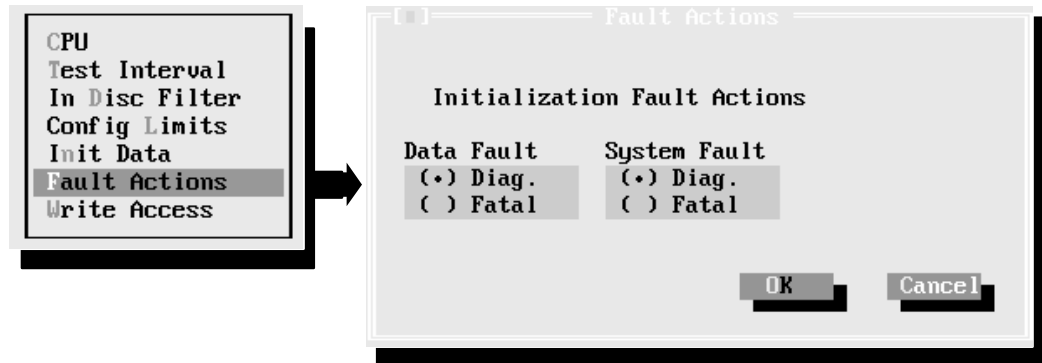 CPU
Test Interval
In Disc Filter
Config Limits
Init Data
Fault Actions
Write Access
Fault Actions
Initialization Fault Actions
Data Fault System Fault
(•) Diag. (•) Diag.
( ) Fatal ( ) Fatal
OK Cancel